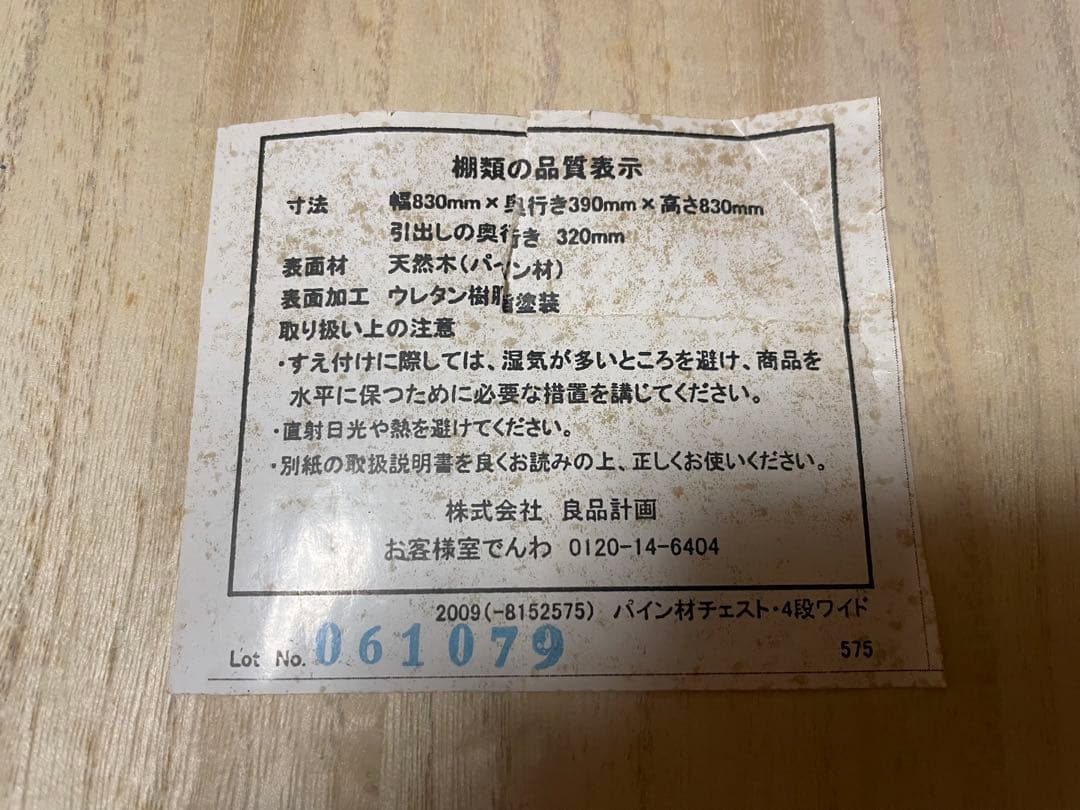 棚類の品質表示
寸法 幅830mm×奥行き390mm×高さ830mm
引出しの奥行き 320mm
表面材 天然木(パイン材)
表面加工 ウレタン樹脂塗装
取り扱い上の注意
・すえ付けに際しては、湿気が多いところを避け、商品を
水平に保つために必要な措置を講じてください。
・直射日光や熱を避けてください。
・別紙の取扱説明書を良くお読みの上、正しくお使いください。
株式会社 良品計画
お客様室でんわ 0120-14-6404
2009(-8152575) パイン材チェスト・4段ワイド
Lot No. 061079 575